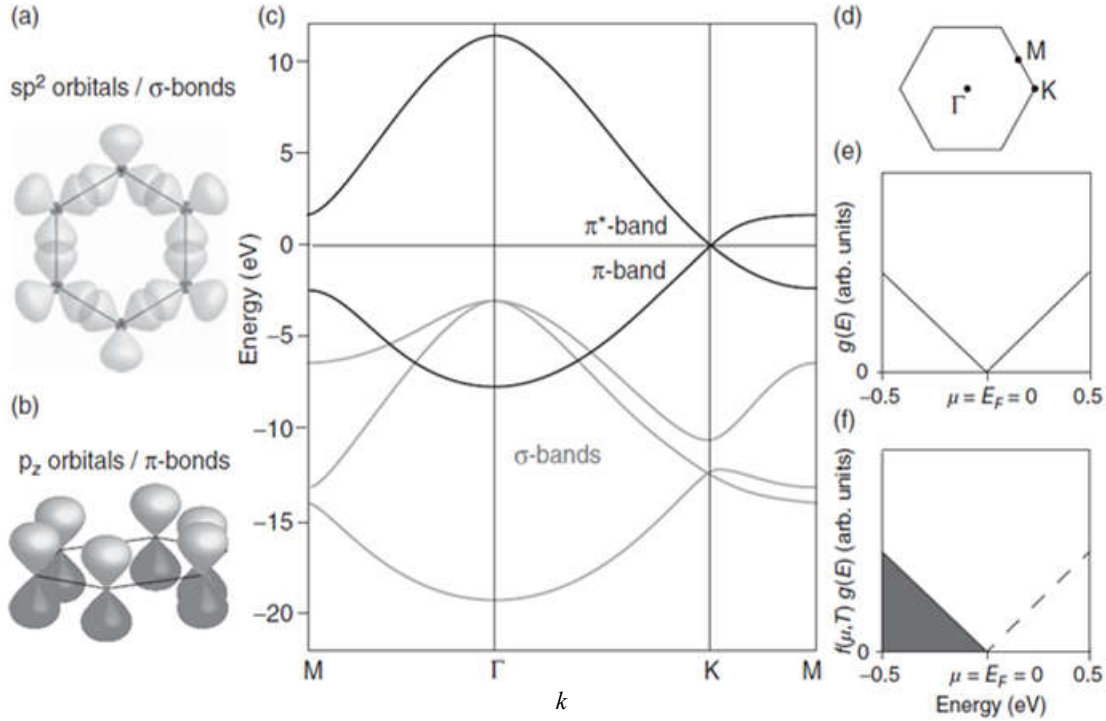 (a)
sp² orbitals / σ-bonds
(b)
p_z orbitals / π-bonds
(c)
Energy (eV)
10
5
0
−5
−10
−15
−20
π*-band
π-band
σ-bands
M
Γ
K
M
k
(d)
M
K
Γ
(e)
g(E) (arb. units)
0
−0.5
μ = E_F = 0
0.5
(f)
f(μ,T) g(E) (arb. units)
0
−0.5
μ = E_F = 0
0.5
Energy (eV)